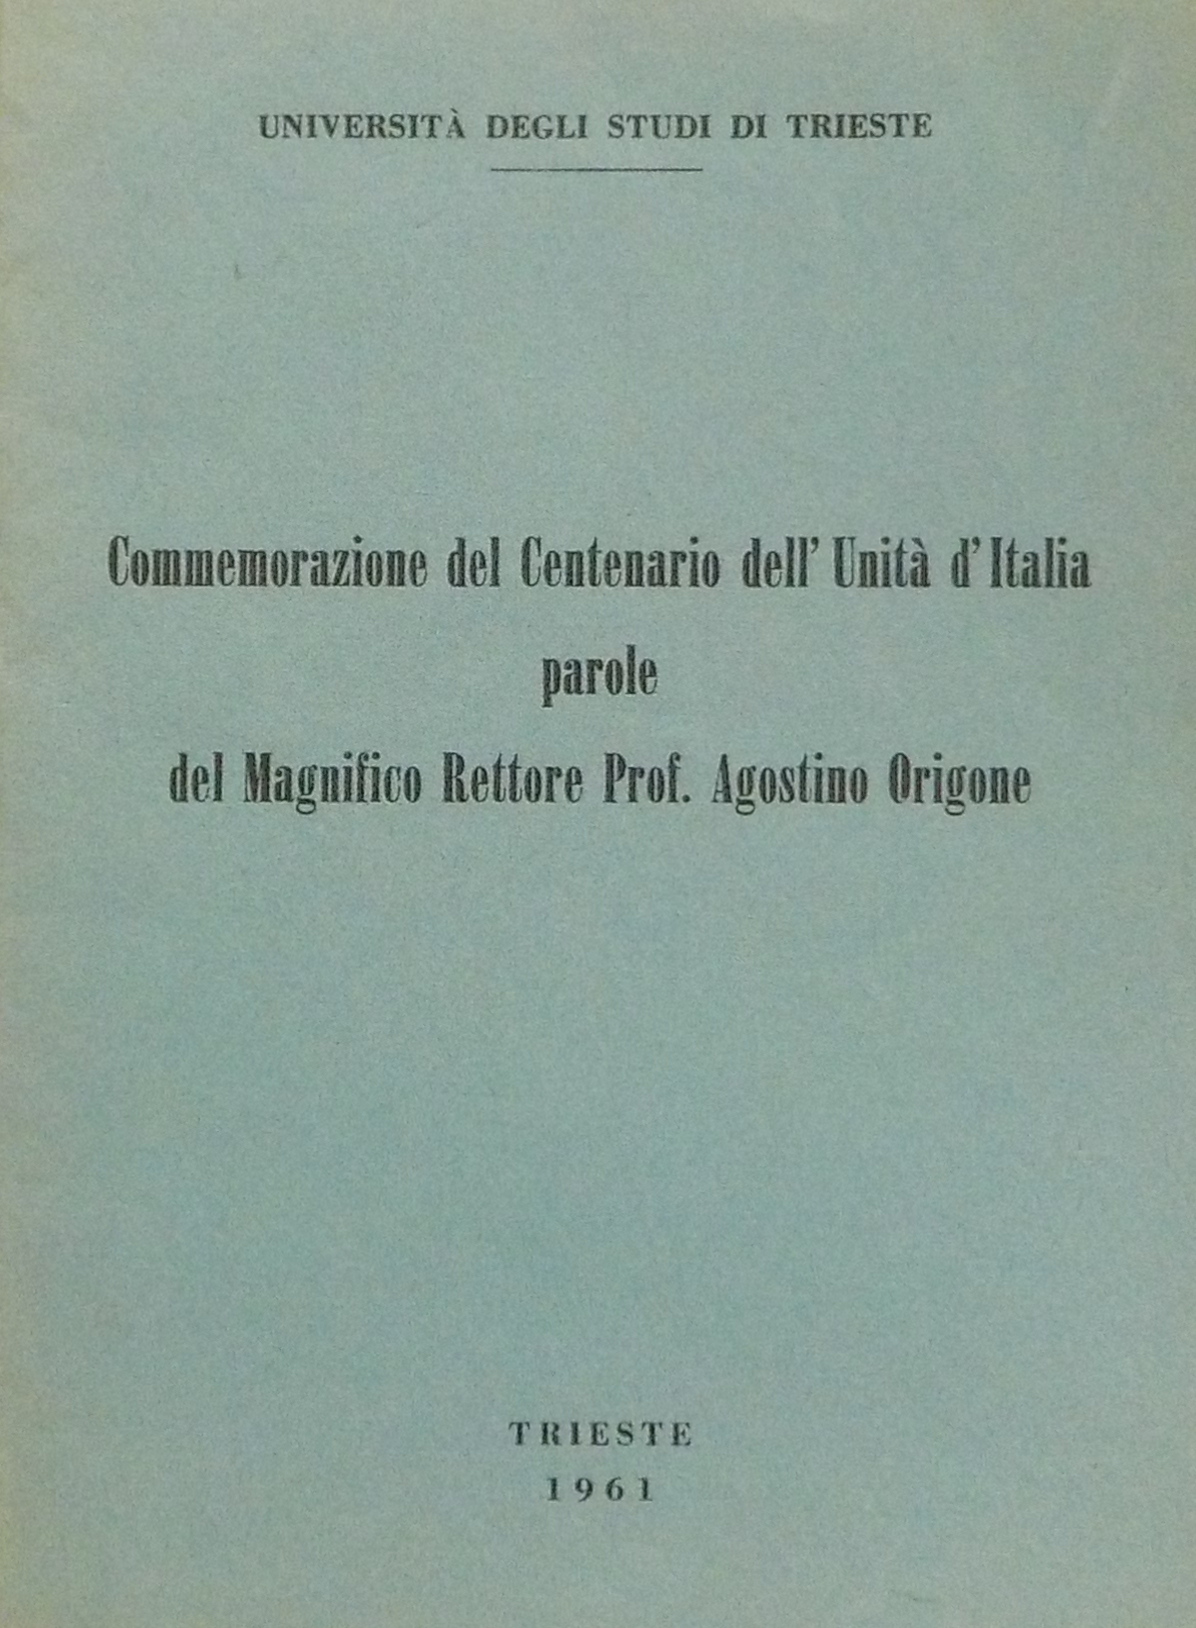 UNIVERSITÀ DEGLI STUDI DI TRIESTE
Commemorazione del Centenario dell' Unità d' Italia
parole
del Magnifico Rettore Prof. Agostino Origone
TRIESTE
1961